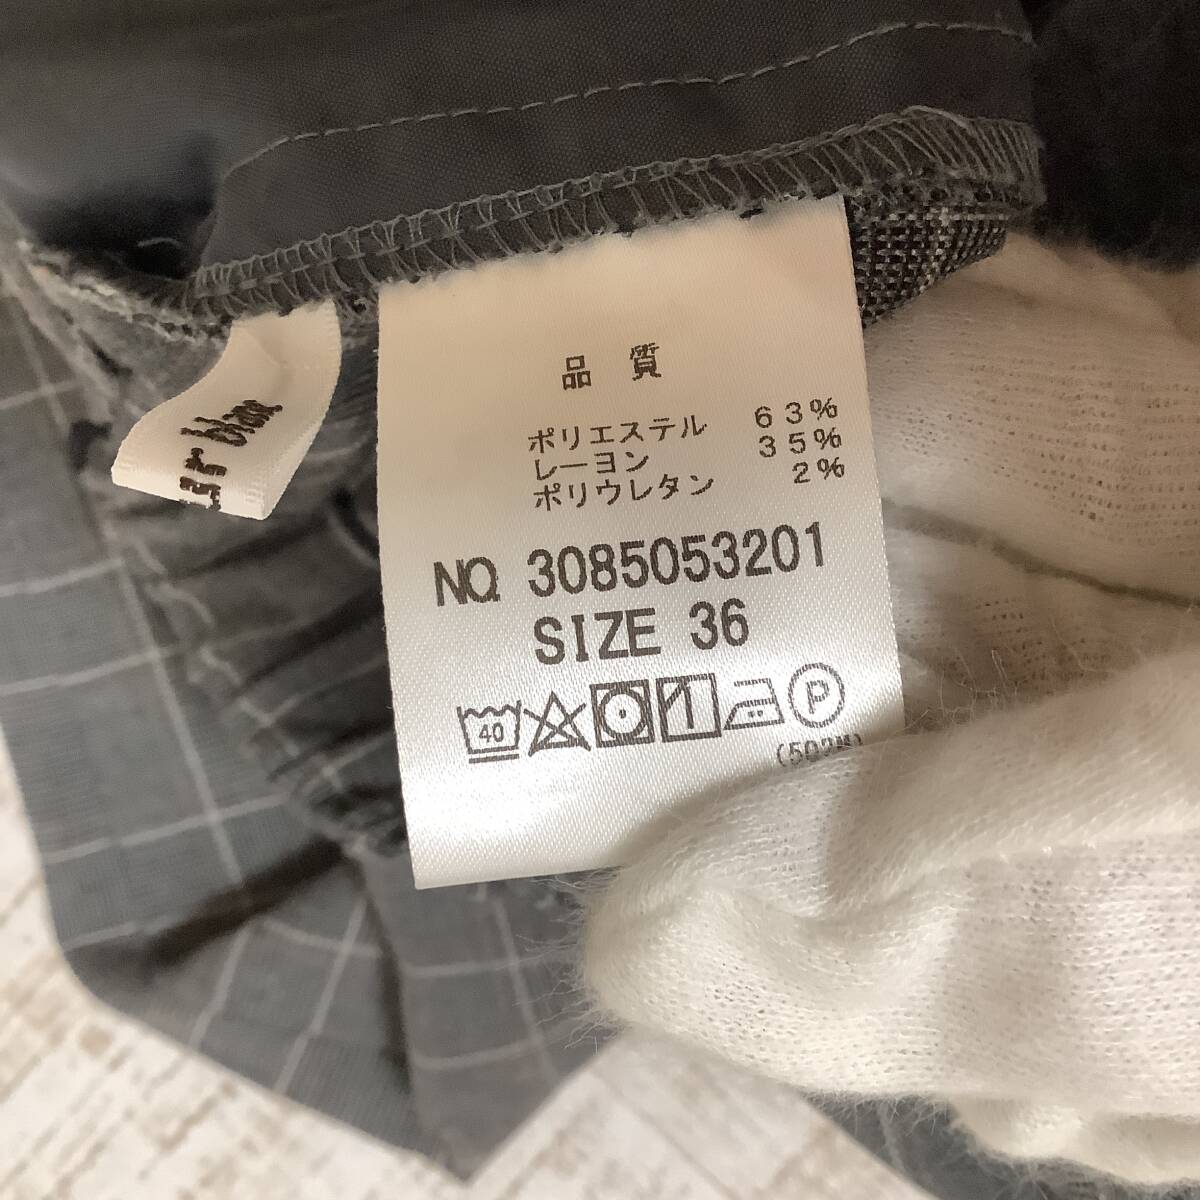 品 質
ポリエステル 63%
レーヨン 35%
ポリウレタン 2%
NO. 3085053201
SIZE 36
40 P